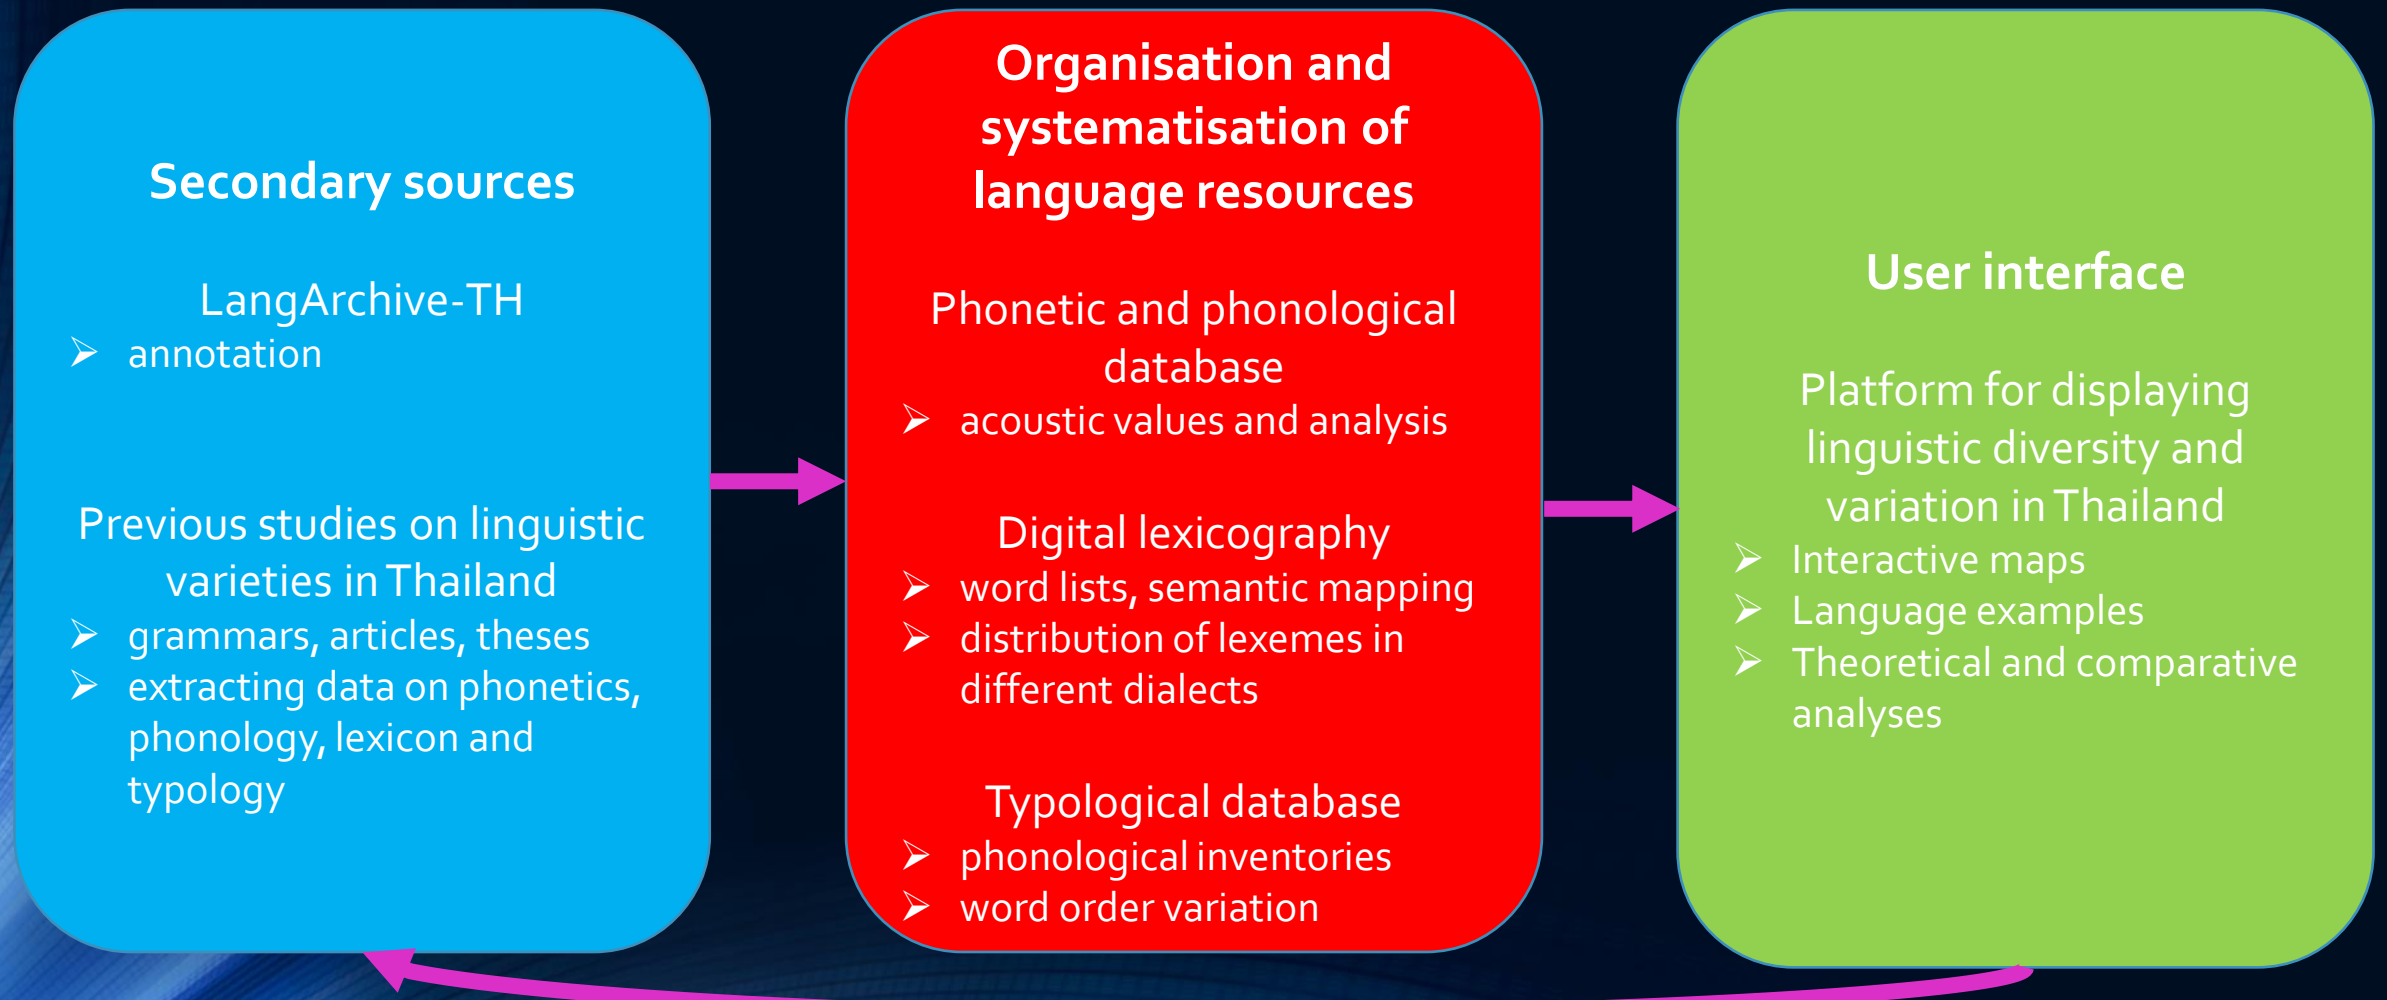 Secondary sources
LangArchive-TH
➢ annotation
Previous studies on linguistic
varieties in Thailand
➢ grammars, articles, theses
➢ extracting data on phonetics,
phonology, lexicon and
typology
Organisation and
systematisation of
language resources
Phonetic and phonological
database
➢ acoustic values and analysis
Digital lexicography
➢ word lists, semantic mapping
➢ distribution of lexemes in
different dialects
Typological database
➢ phonological inventories
➢ word order variation
User interface
Platform for displaying
linguistic diversity and
variation in Thailand
➢ Interactive maps
➢ Language examples
➢ Theoretical and comparative
analyses